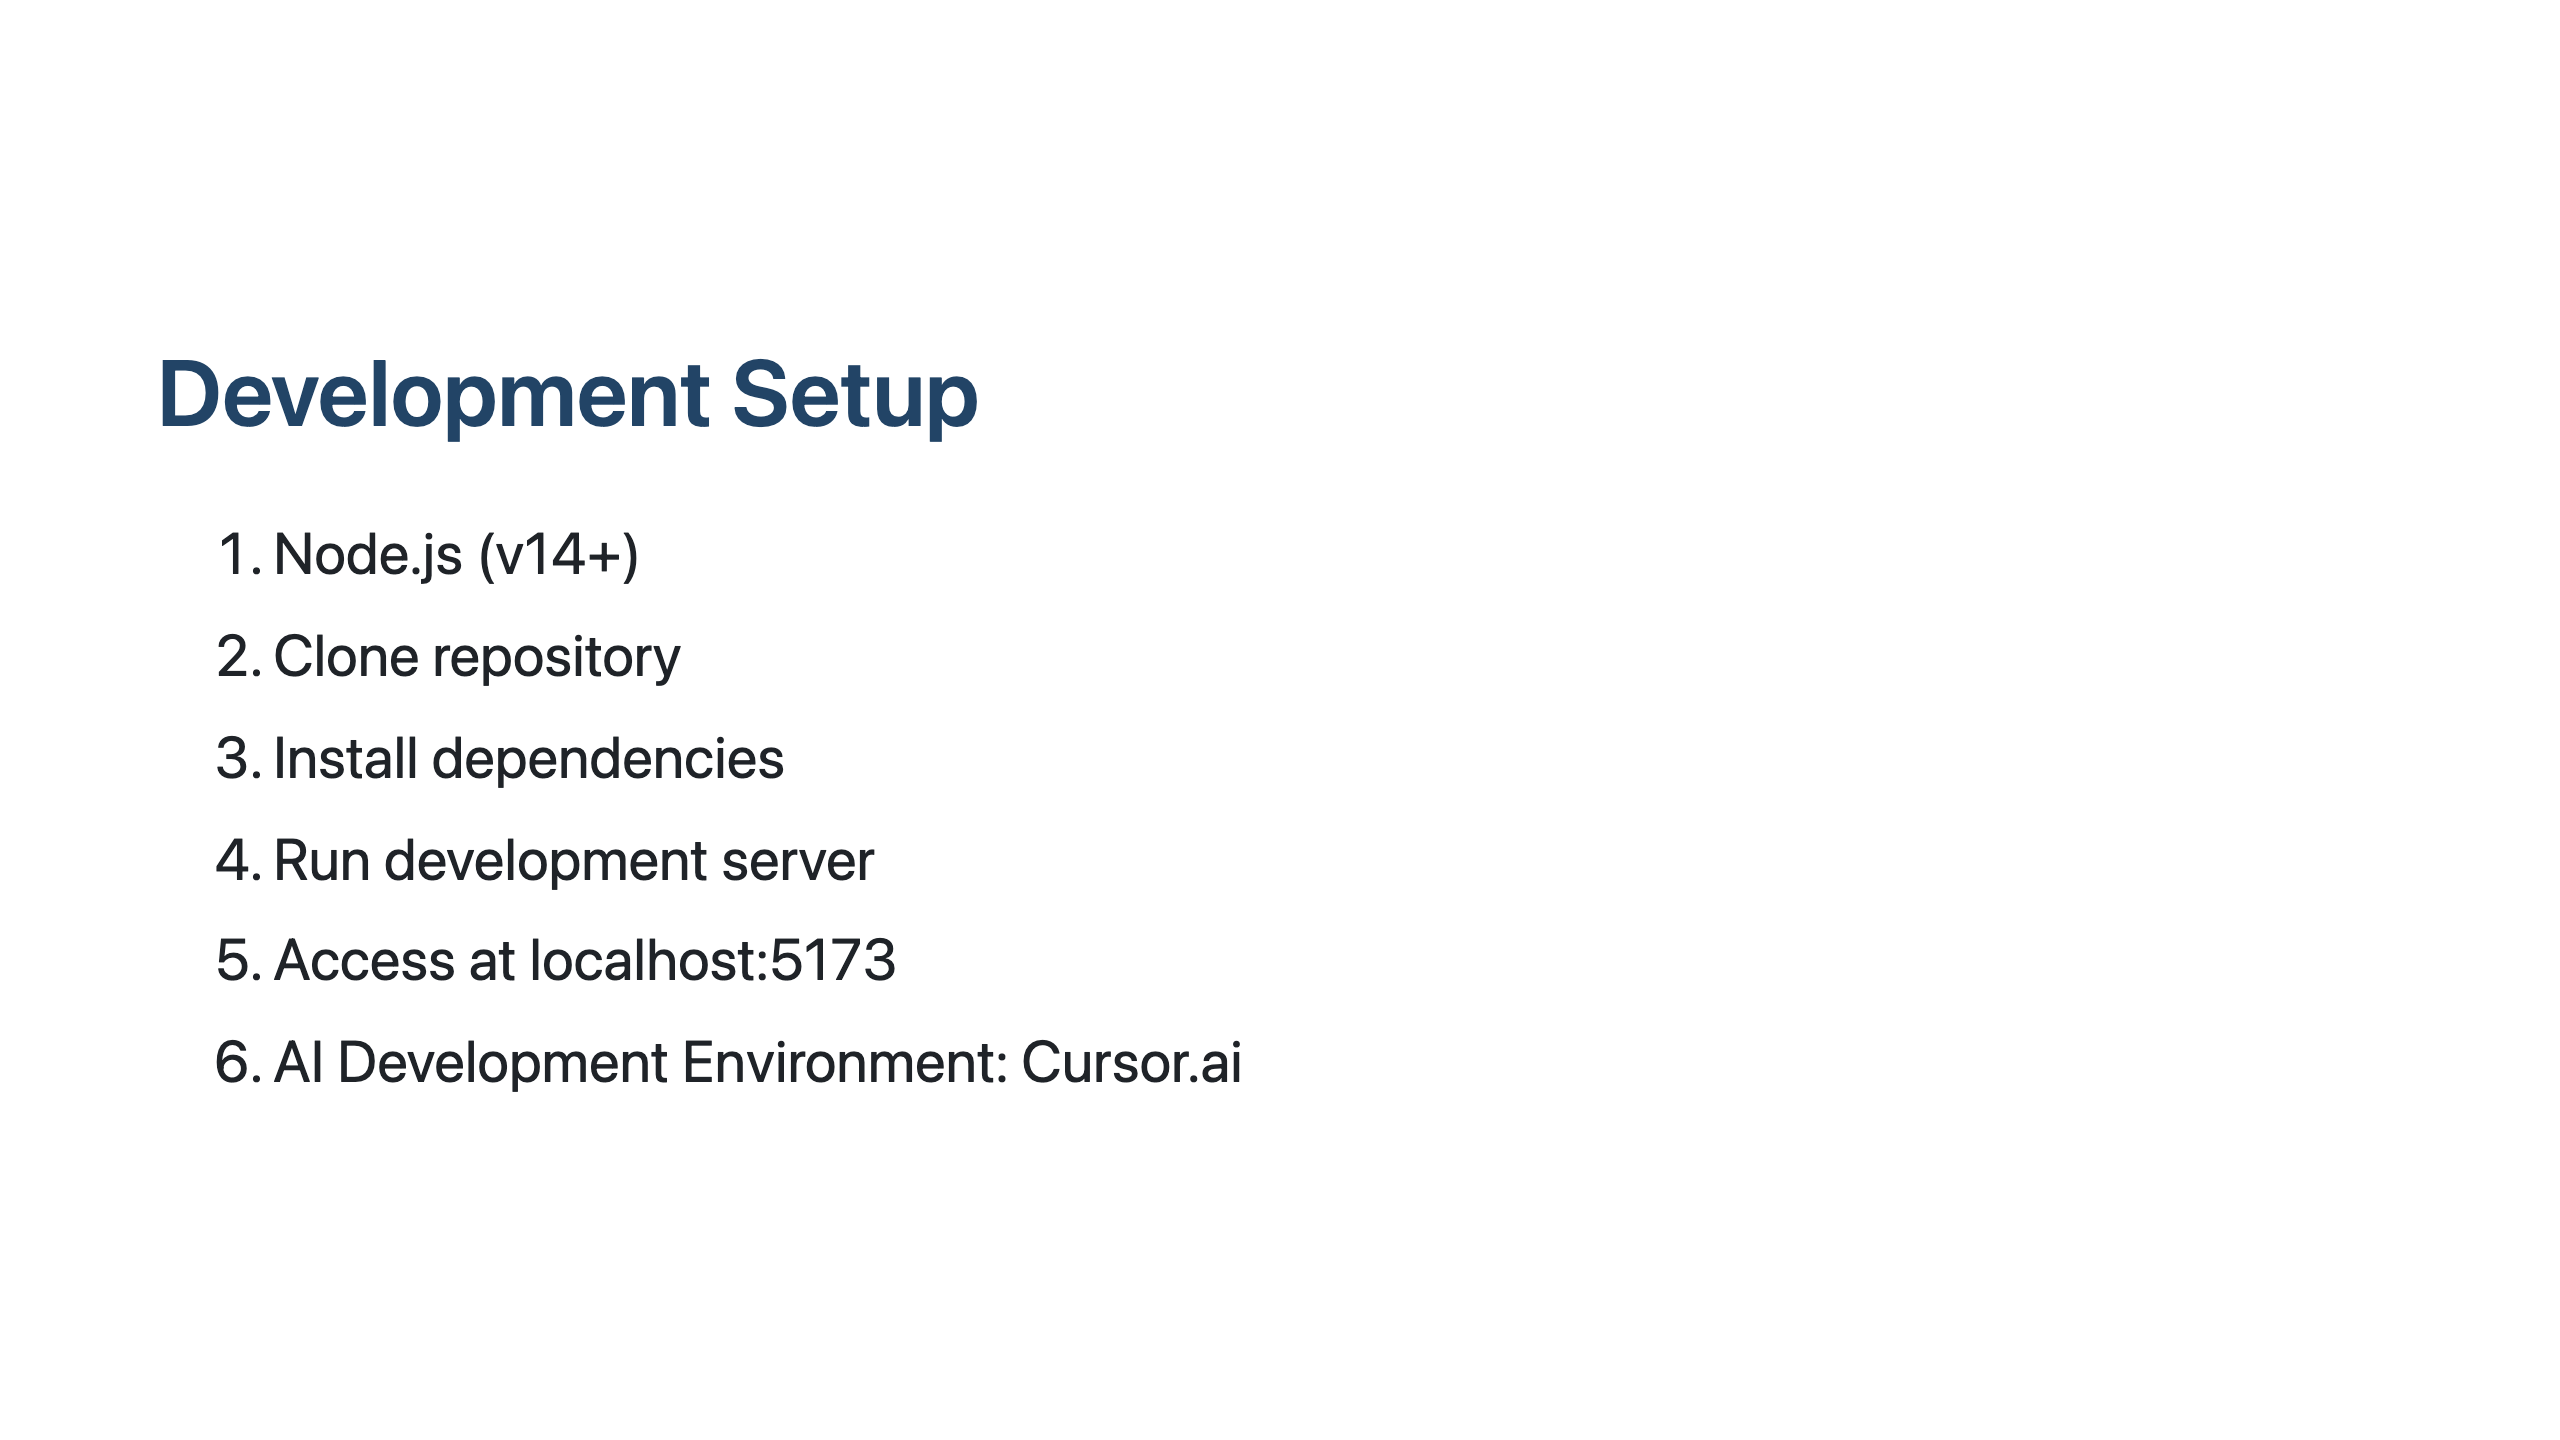 Development Setup
1. Node.js (v14+)
2. Clone repository
3. Install dependencies
4. Run development server
5. Access at localhost:5173
6. AI Development Environment: Cursor.ai